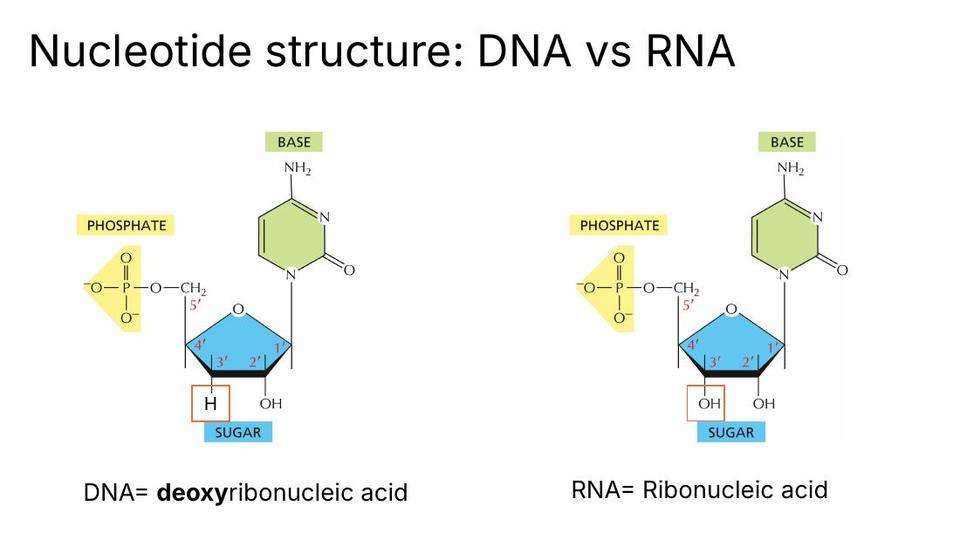 Nucleotide structure: DNA vs RNA
BASE
NH2
N
O
N
PHOSPHATE
O
-O-P-O-CH2
O-
5'
O
4'
1'
3'
2'
H
OH
SUGAR
DNA= deoxyribonucleic acid
BASE
NH2
N
O
N
PHOSPHATE
O
-O-P-O-CH2
O-
5'
O
4'
1'
3'
2'
OH
OH
SUGAR
RNA= Ribonucleic acid